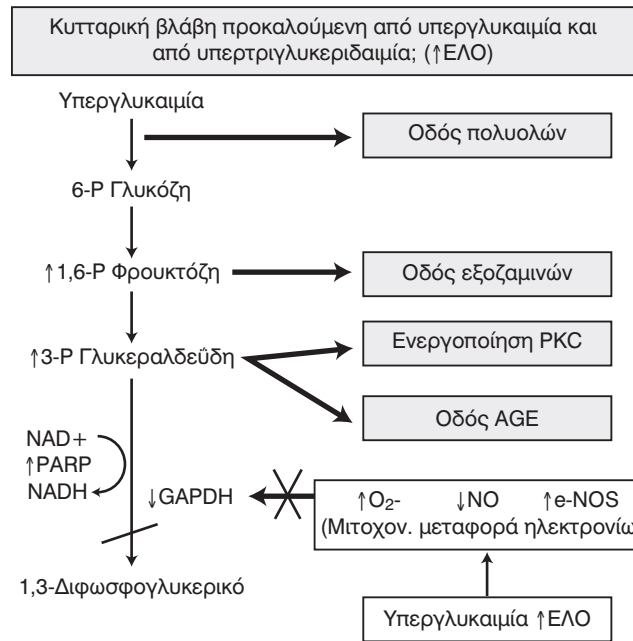 Κυτταρική βλάβη προκαλούμενη από υπεργλυκαιμία και
από υπερτριγλυκεριδαιμία; (↑ΕΛΟ)
Υπεργλυκαιμία
Οδός πολυολών
6-Ρ Γλυκόζη
↑1,6-Ρ Φρουκτόζη
Οδός εξοζαμινών
↑3-Ρ Γλυκεραλδεΰδη
Ενεργοποίηση PKC
Οδός AGE
NAD+
↑PARP
NADH
↓GAPDH
↑O2- ↓NO ↑e-NOS
(Μιτοχον. μεταφορά ηλεκτρονίω
1,3-Διφωσφογλυκερικό
Υπεργλυκαιμία ↑ΕΛΟ